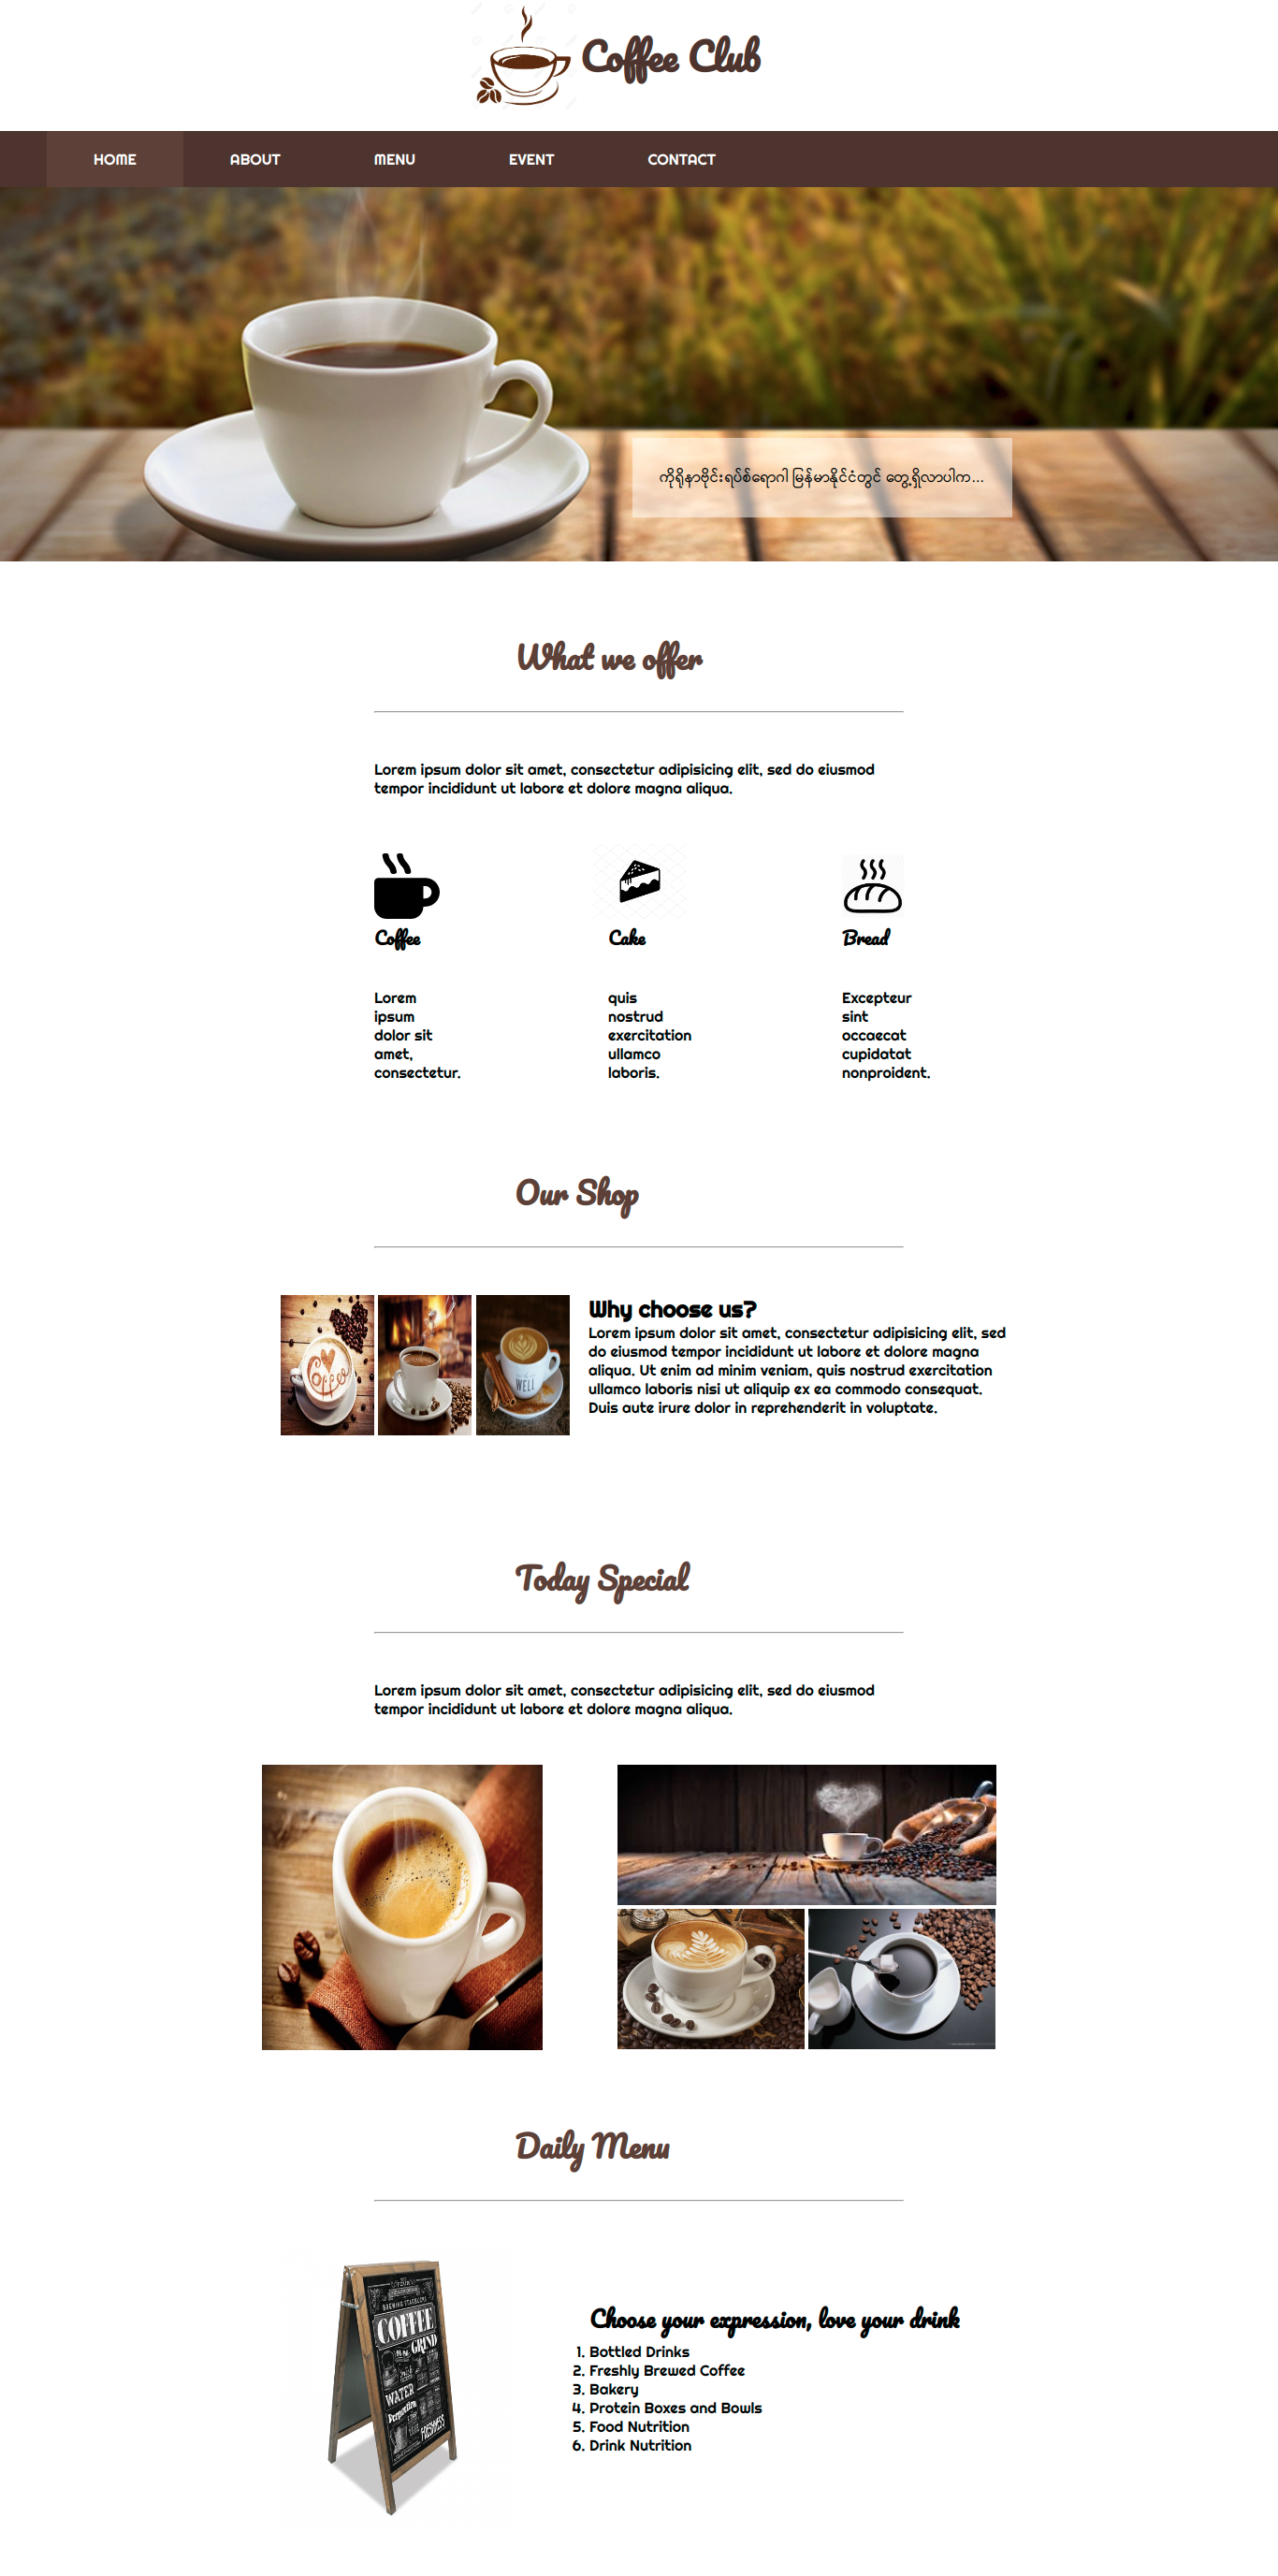 Coffee Club
HOME ABOUT MENU EVENT CONTACT
ကိုရိုနာဗိုင်းရပ်စ်ရောဂါ မြန်မာနိုင်ငံတွင် တွေ့ရှိလာပါက...
What we offer
Lorem ipsum dolor sit amet, consectetur adipisicing elit, sed do eiusmod
tempor incididunt ut labore et dolore magna aliqua.
Coffee
Lorem
ipsum
dolor sit
amet,
consectetur.
Cake
quis
nostrud
exercitation
ullamco
laboris.
Bread
Excepteur
sint
occaecat
cupidatat
nonproident.
Our Shop
Coffee
WELL
Why choose us?
Lorem ipsum dolor sit amet, consectetur adipisicing elit, sed
do eiusmod tempor incididunt ut labore et dolore magna
aliqua. Ut enim ad minim veniam, quis nostrud exercitation
ullamco laboris nisi ut aliquip ex ea commodo consequat.
Duis aute irure dolor in reprehenderit in voluptate.
Today Special
Lorem ipsum dolor sit amet, consectetur adipisicing elit, sed do eiusmod
tempor incididunt ut labore et dolore magna aliqua.
Daily Menu
COFFEE
GRIND
WATER
FRESHNESS
Choose your expression, love your drink
1. Bottled Drinks
2. Freshly Brewed Coffee
3. Bakery
4. Protein Boxes and Bowls
5. Food Nutrition
6. Drink Nutrition